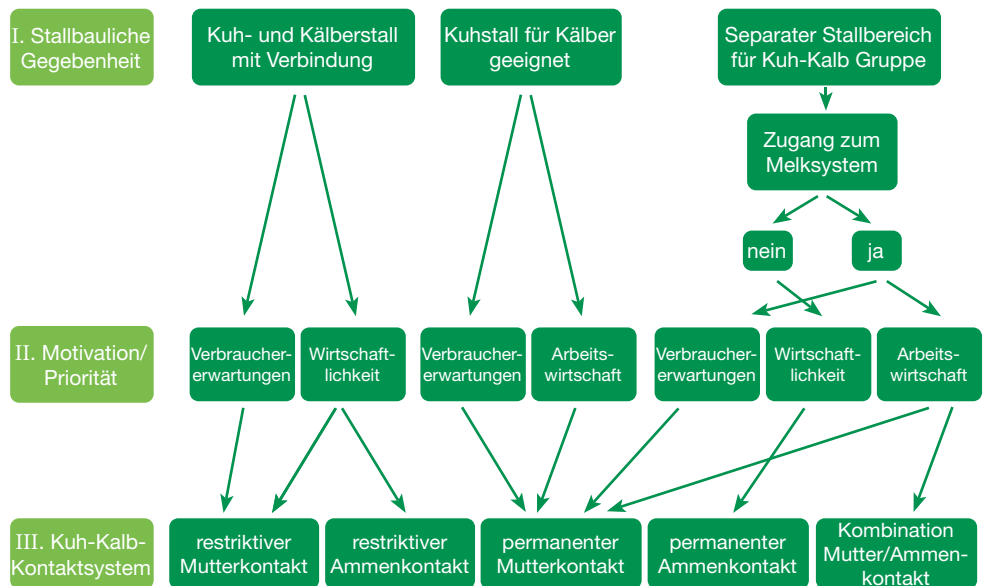 I. Stallbauliche
Gegebenheit
Kuh- und Kälberstall
mit Verbindung
Kuhstall für Kälber
geeignet
Separater Stallbereich
für Kuh-Kalb Gruppe
Zugang zum
Melksystem
nein
ja
II. Motivation/
Priorität
Verbraucher-
erwartungen
Wirtschaft-
lichkeit
Verbraucher-
erwartungen
Arbeits-
wirtschaft
Verbraucher-
erwartungen
Wirtschaft-
lichkeit
Arbeits-
wirtschaft
III. Kuh-Kalb-
Kontaktsystem
restriktiver
Mutterkontakt
restriktiver
Ammenkontakt
permanenter
Mutterkontakt
permanenter
Ammenkontakt
Kombination
Mutter/Ammen-
kontakt